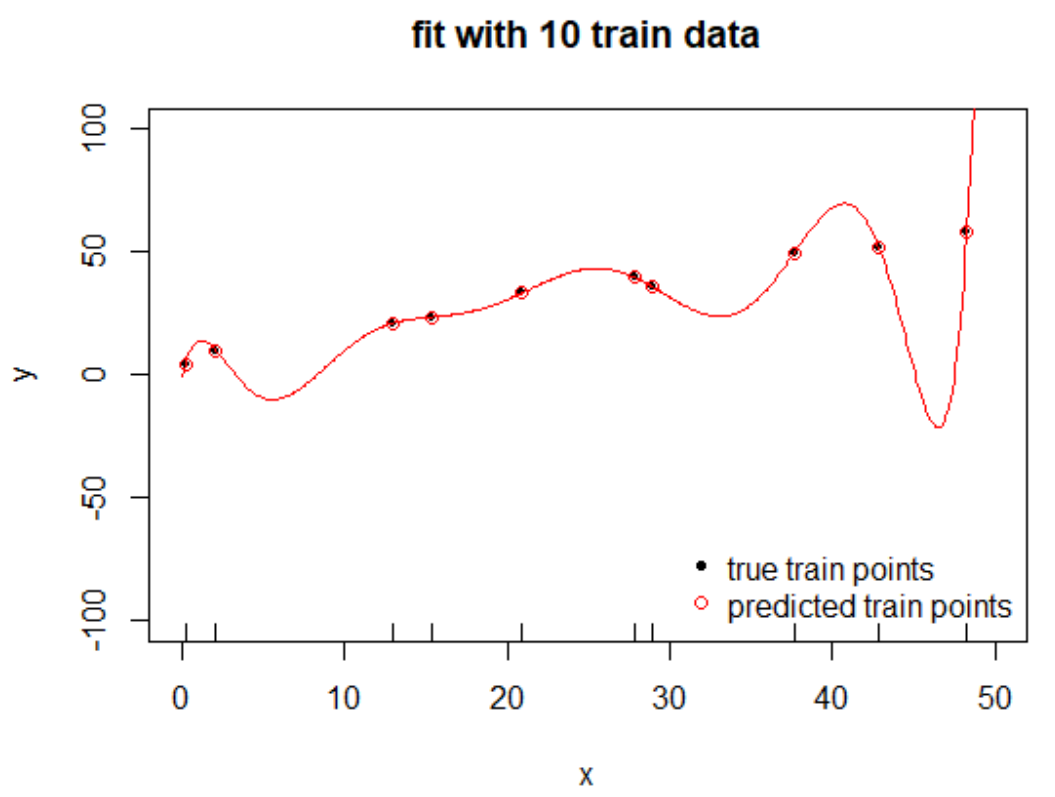 fit with 10 train data
100
50
0
-50
-100
y
true train points
predicted train points
0 10 20 30 40 50
x